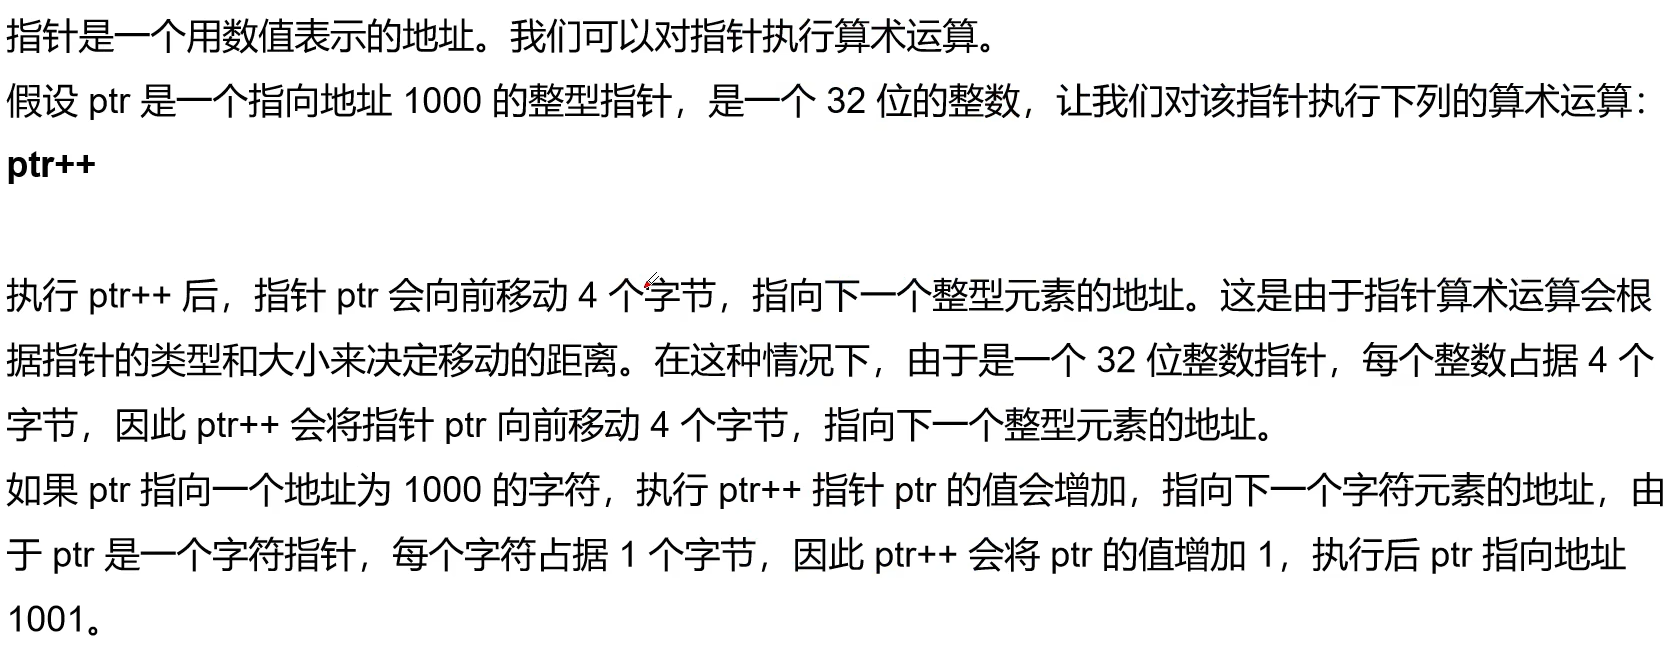 指针是一个用数值表示的地址。我们可以对指针执行算术运算。
假设 ptr 是一个指向地址 1000 的整型指针，是一个 32 位的整数，让我们对该指针执行下列的算术运算：
ptr++
执行 ptr++ 后，指针 ptr 会向前移动 4 个字节，指向下一个整型元素的地址。这是由于指针算术运算会根
据指针的类型和大小来决定移动的距离。在这种情况下，由于是一个 32 位整数指针，每个整数占据 4 个
字节，因此 ptr++ 会将指针 ptr 向前移动 4 个字节，指向下一个整型元素的地址。
如果 ptr 指向一个地址为 1000 的字符，执行 ptr++ 指针 ptr 的值会增加，指向下一个字符元素的地址，由
于 ptr 是一个字符指针，每个字符占据 1 个字节，因此 ptr++ 会将 ptr 的值增加 1，执行后 ptr 指向地址
1001。